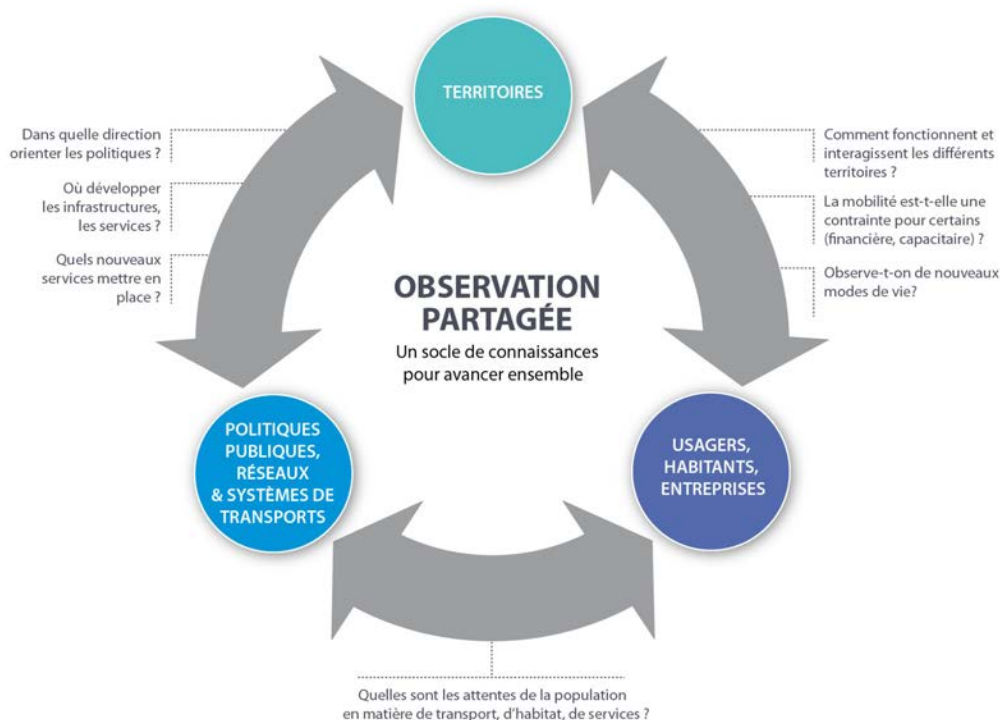 TERRITOIRES
Dans quelle direction
orienter les politiques ?
Où développer
les infrastructures,
les services ?
Quels nouveaux
services mettre en
place ?
Comment fonctionnent et
interagissent les différents
territoires ?
La mobilité est-t-elle une
contrainte pour certains
(financière, capacitaire) ?
Observe-t-on de nouveaux
modes de vie?
OBSERVATION
PARTAGÉE
Un socle de connaissances
pour avancer ensemble
POLITIQUES
PUBLIQUES,
RÉSEAUX
& SYSTÈMES DE
TRANSPORTS
USAGERS,
HABITANTS,
ENTREPRISES
Quelles sont les attentes de la population
en matière de transport, d'habitat, de services ?